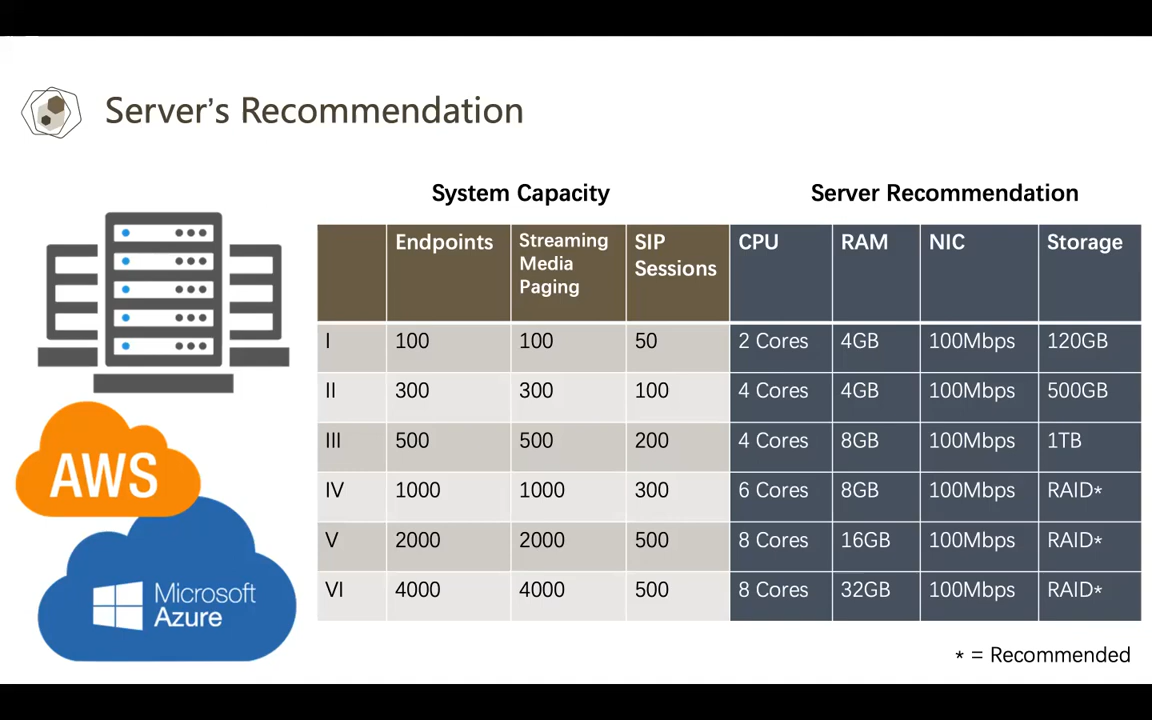 Server's Recommendation
System Capacity
Server Recommendation
Endpoints
Streaming
Media
Paging
SIP
Sessions
CPU
RAM
NIC
Storage
I 100 100 50 2 Cores 4GB 100Mbps 120GB
II 300 300 100 4 Cores 4GB 100Mbps 500GB
III 500 500 200 4 Cores 8GB 100Mbps 1TB
IV 1000 1000 300 6 Cores 8GB 100Mbps RAID*
V 2000 2000 500 8 Cores 16GB 100Mbps RAID*
VI 4000 4000 500 8 Cores 32GB 100Mbps RAID*
AWS
Microsoft
Azure
* = Recommended